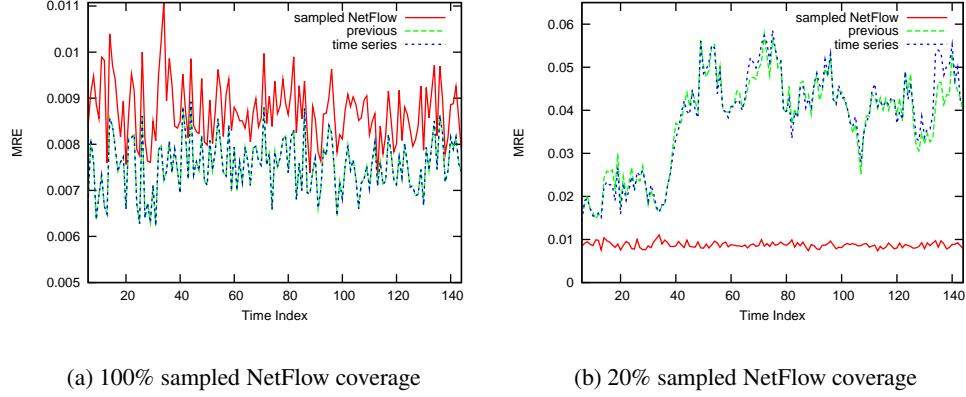 0.011
0.01
0.009
0.008
0.007
0.006
0.005
MRE
sampled NetFlow
previous
time series
20 40 60 80 100 120 140
Time Index
(a) 100% sampled NetFlow coverage
0.06
0.05
0.04
0.03
0.02
0.01
0
MRE
sampled NetFlow
previous
time series
20 40 60 80 100 120 140
Time Index
(b) 20% sampled NetFlow coverage